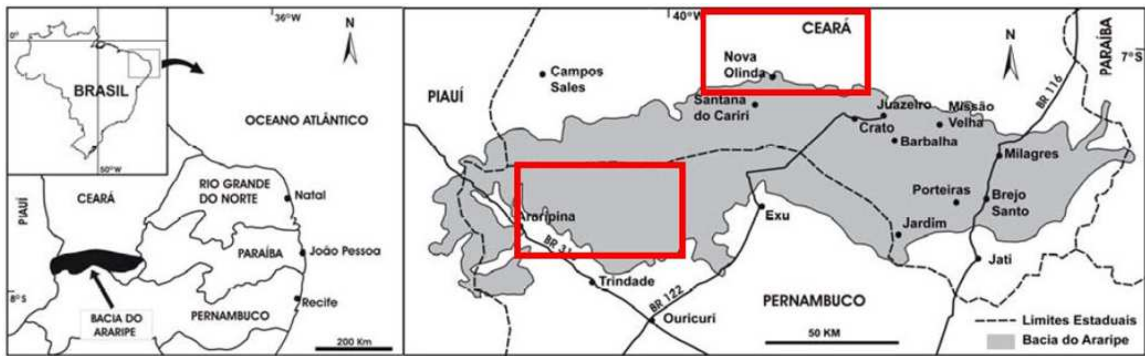 36°W
N
0°
BRASIL
50°W
OCEANO ATLÂNTICO
CEARÁ
PIAUÍ
RIO GRANDE
DO NORTE
Natal
PARAÍBA
João Pessoa
8°S
BACIA DO
ARARIPE
PERNAMBUCO
Recife
200 Km
40°W
CEARÁ
N
7°S
PARAÍBA
PIAUÍ
Campos
Sales
Nova
Olinda
BR 116
Santana
do Cariri
Juazeiro
Crato
Missão
Velha
Barbalha
Milagres
Araripina
Porteiras
Brejo
Santo
Exu
Jardim
BR 31
Jati
Trindade
BR 122
PERNAMBUCO
Ouricuri
50 KM
Limites Estaduais
Bacia do Araripe